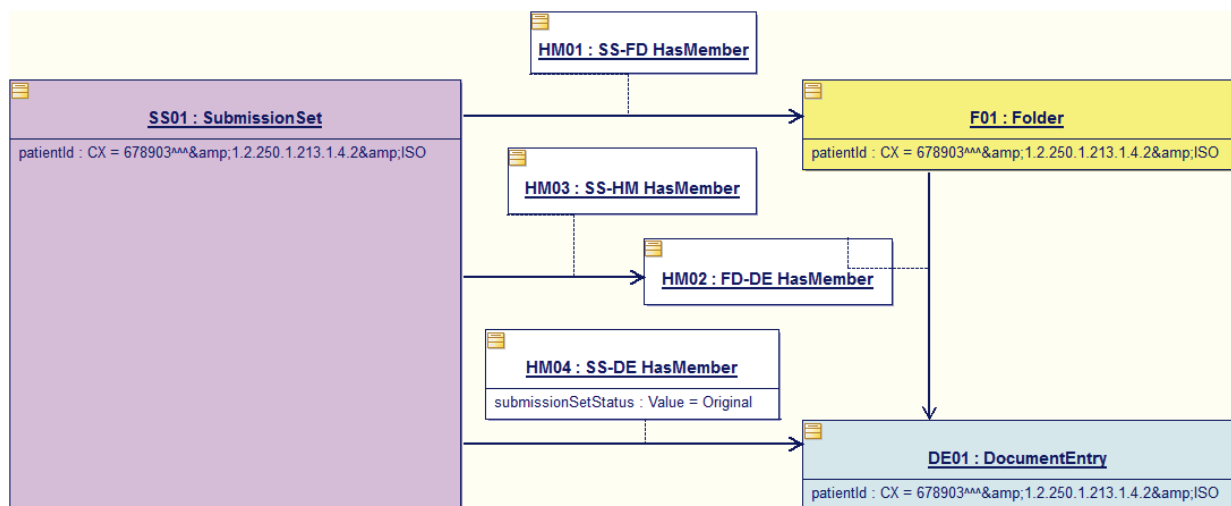 HM01 : SS-FD HasMember
SS01 : SubmissionSet
patientId : CX = 678903^^^&amp;1.2.250.1.213.1.4.2&amp;ISO
F01 : Folder
patientId : CX = 678903^^^&amp;1.2.250.1.213.1.4.2&amp;ISO
HM03 : SS-HM HasMember
HM02 : FD-DE HasMember
HM04 : SS-DE HasMember
submissionSetStatus : Value = Original
DE01 : DocumentEntry
patientId : CX = 678903^^^&amp;1.2.250.1.213.1.4.2&amp;ISO